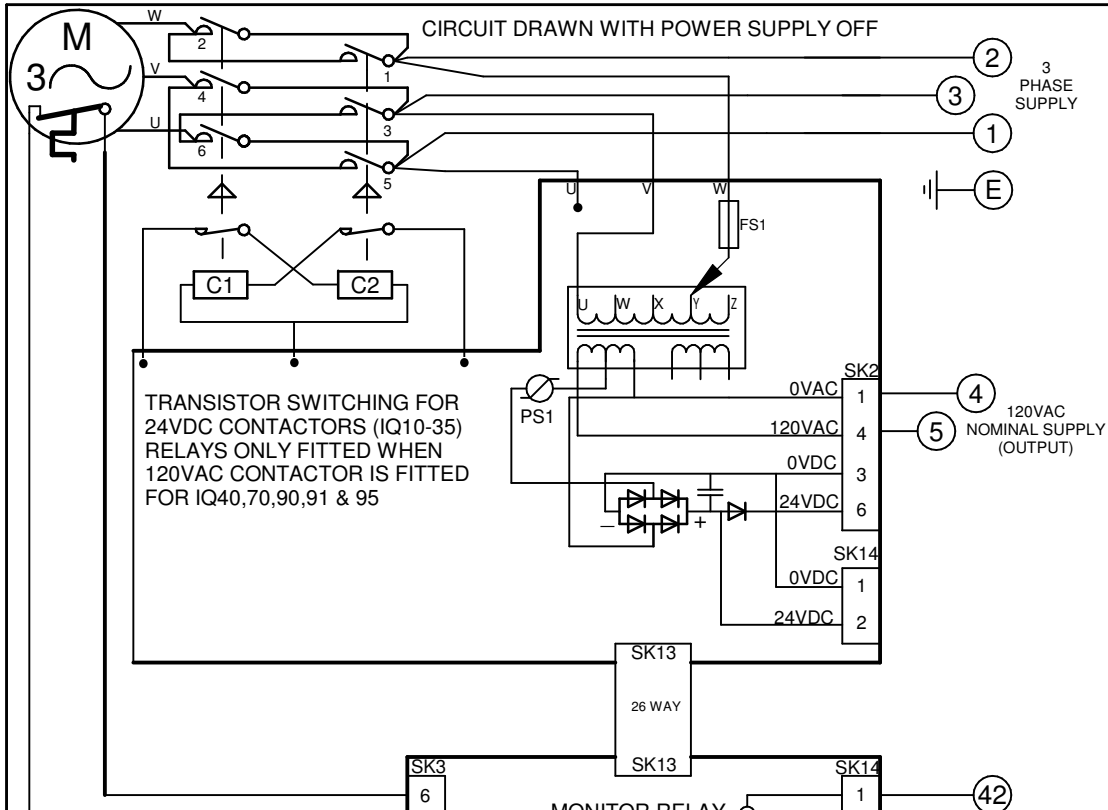 CIRCUIT DRAWN WITH POWER SUPPLY OFF
M
3
W
V
U
2
4
6
1
3
5
2
3
1
E
3
PHASE
SUPPLY
U
V
W
FS1
C1
C2
U
W
X
Y
Z
PS1
TRANSISTOR SWITCHING FOR
24VDC CONTACTORS (IQ10-35)
RELAYS ONLY FITTED WHEN
120VAC CONTACTOR IS FITTED
FOR IQ40,70,90,91 & 95
SK2
0VAC 1
120VAC 4
0VDC 3
24VDC 6
4
5
120VAC
NOMINAL SUPPLY
(OUTPUT)
– +
SK14
0VDC 1
24VDC 2
SK13
26 WAY
SK13
SK3
6
MONITOR RELAY
SK14
1
42